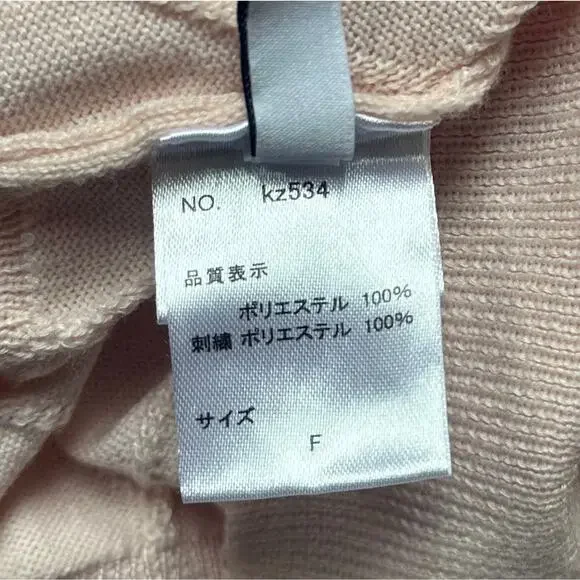 NO. kz534
品質表示
ポリエステル 100%
刺繍 ポリエステル 100%
サイズ
F